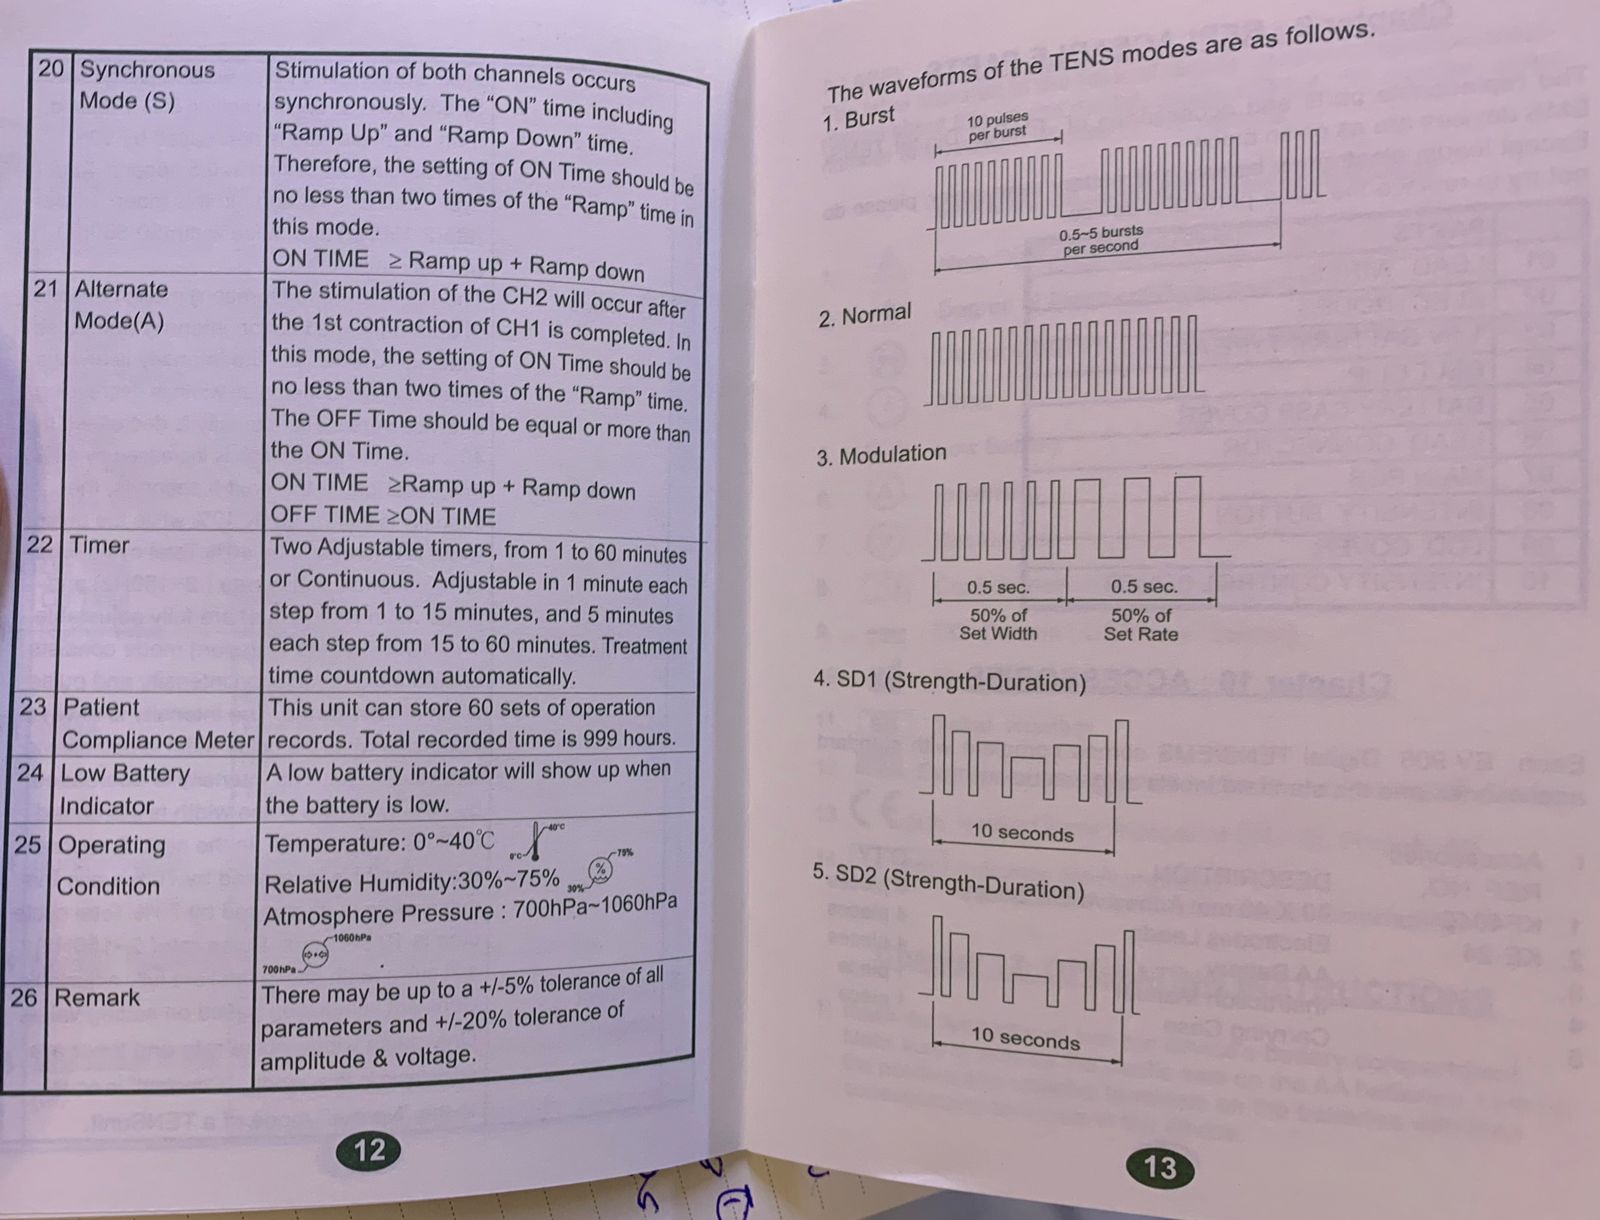 20 Synchronous Mode (S) Stimulation of both channels occurs
synchronously. The “ON” time including
“Ramp Up” and “Ramp Down” time.
Therefore, the setting of ON Time should be
no less than two times of the “Ramp” time in
this mode.
ON TIME ≥ Ramp up + Ramp down
21 Alternate Mode(A) The stimulation of the CH2 will occur after
the 1st contraction of CH1 is completed. In
this mode, the setting of ON Time should be
no less than two times of the “Ramp” time.
The OFF Time should be equal or more than
the ON Time.
ON TIME ≥Ramp up + Ramp down
OFF TIME ≥ON TIME
22 Timer Two Adjustable timers, from 1 to 60 minutes
or Continuous. Adjustable in 1 minute each
step from 1 to 15 minutes, and 5 minutes
each step from 15 to 60 minutes. Treatment
time countdown automatically.
23 Patient This unit can store 60 sets of operation
Compliance Meter records. Total recorded time is 999 hours.
24 Low Battery A low battery indicator will show up when
Indicator the battery is low.
25 Operating Temperature: 0°~40℃ 0°C 40°C
Condition Relative Humidity:30%~75% 30% % 75%
Atmosphere Pressure : 700hPa~1060hPa
700hPa 1060hPa
26 Remark There may be up to a +/-5% tolerance of all
parameters and +/-20% tolerance of
amplitude & voltage.
12
The waveforms of the TENS modes are as follows.
1. Burst
10 pulses
per burst
0.5~5 bursts
per second
2. Normal
3. Modulation
0.5 sec. 0.5 sec.
50% of 50% of
Set Width Set Rate
4. SD1 (Strength-Duration)
10 seconds
5. SD2 (Strength-Duration)
10 seconds
13